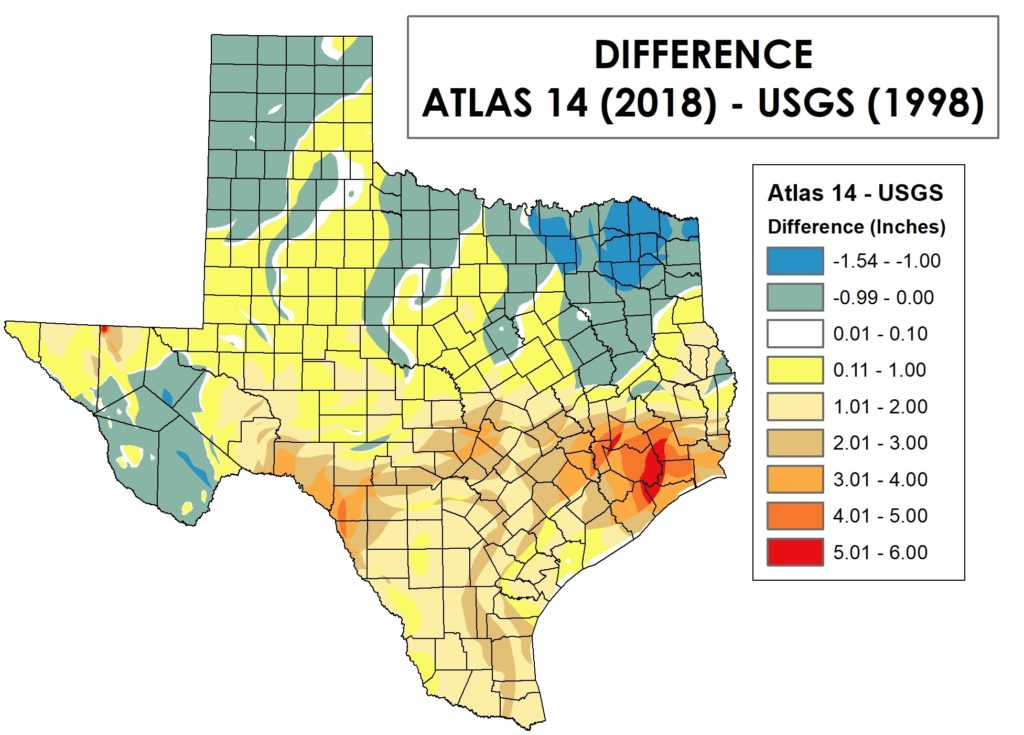 DIFFERENCE
ATLAS 14 (2018) - USGS (1998)
Atlas 14 - USGS
Difference (Inches)
-1.54 - -1.00
-0.99 - 0.00
0.01 - 0.10
0.11 - 1.00
1.01 - 2.00
2.01 - 3.00
3.01 - 4.00
4.01 - 5.00
5.01 - 6.00